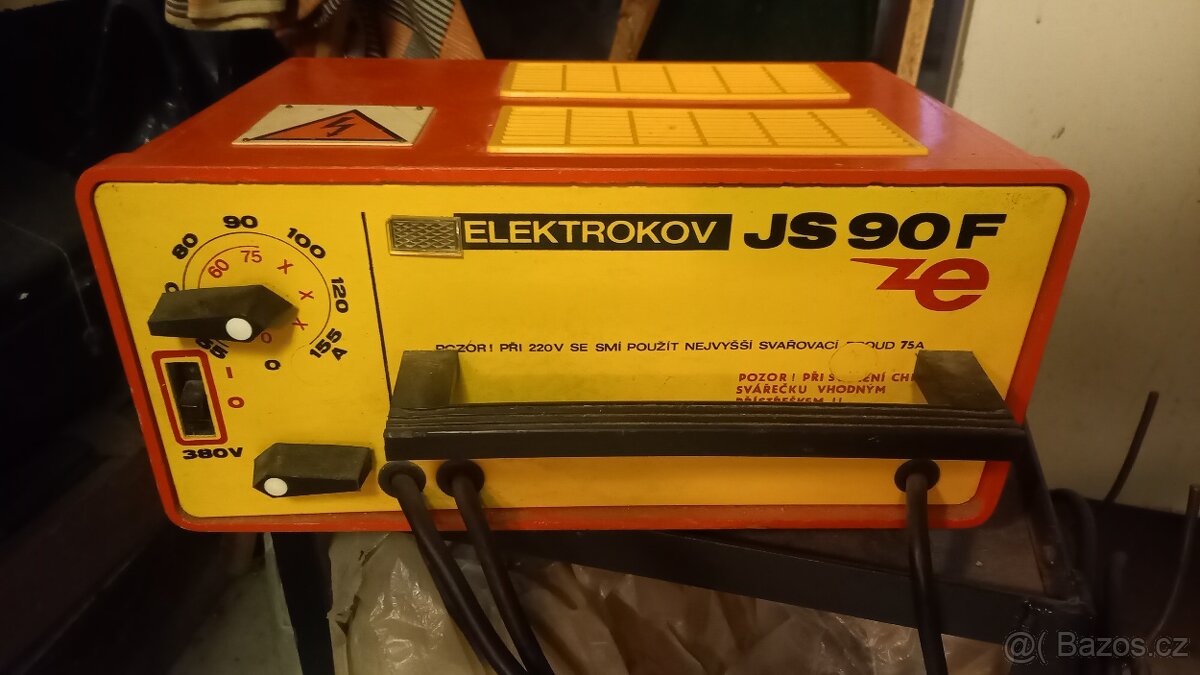 ELEKTROKOV JS 90 F
ze
80 90 100 120 155 A
60 75 X X X
0
I
0
380V
POZOR! PŘI 220V SE SMÍ POUŽÍT NEJVYŠŠÍ SVAŘOVACÍ PROUD 75A
POZOR! PŘI
SVÁŘEČKU VHODNÝM
PŘÍSTŘEŠKEM !!
@( Bazos.cz